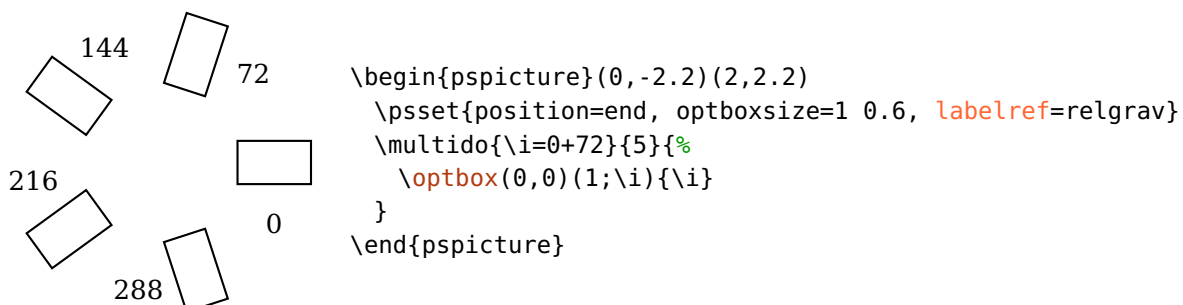 144
72
216
0
288
\begin{pspicture}(0,-2.2)(2,2.2)
  \psset{position=end, optboxsize=1 0.6, labelref=relgrav}
  \multido{\i=0+72}{5}{%
    \optbox(0,0)(1;\i){\i}
  }
\end{pspicture}